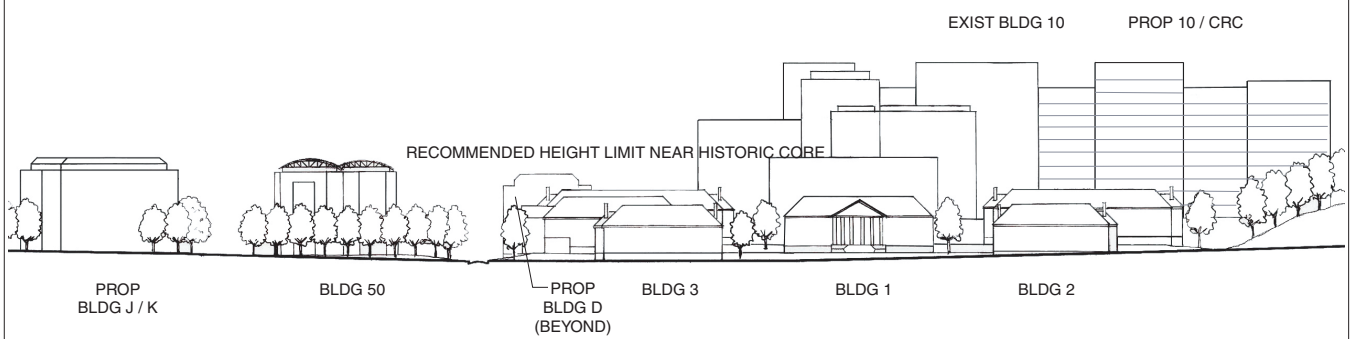 EXIST BLDG 10 PROP 10 / CRC
RECOMMENDED HEIGHT LIMIT NEAR HISTORIC CORE
PROP
BLDG J / K
BLDG 50
PROP
BLDG D
(BEYOND)
BLDG 3
BLDG 1
BLDG 2